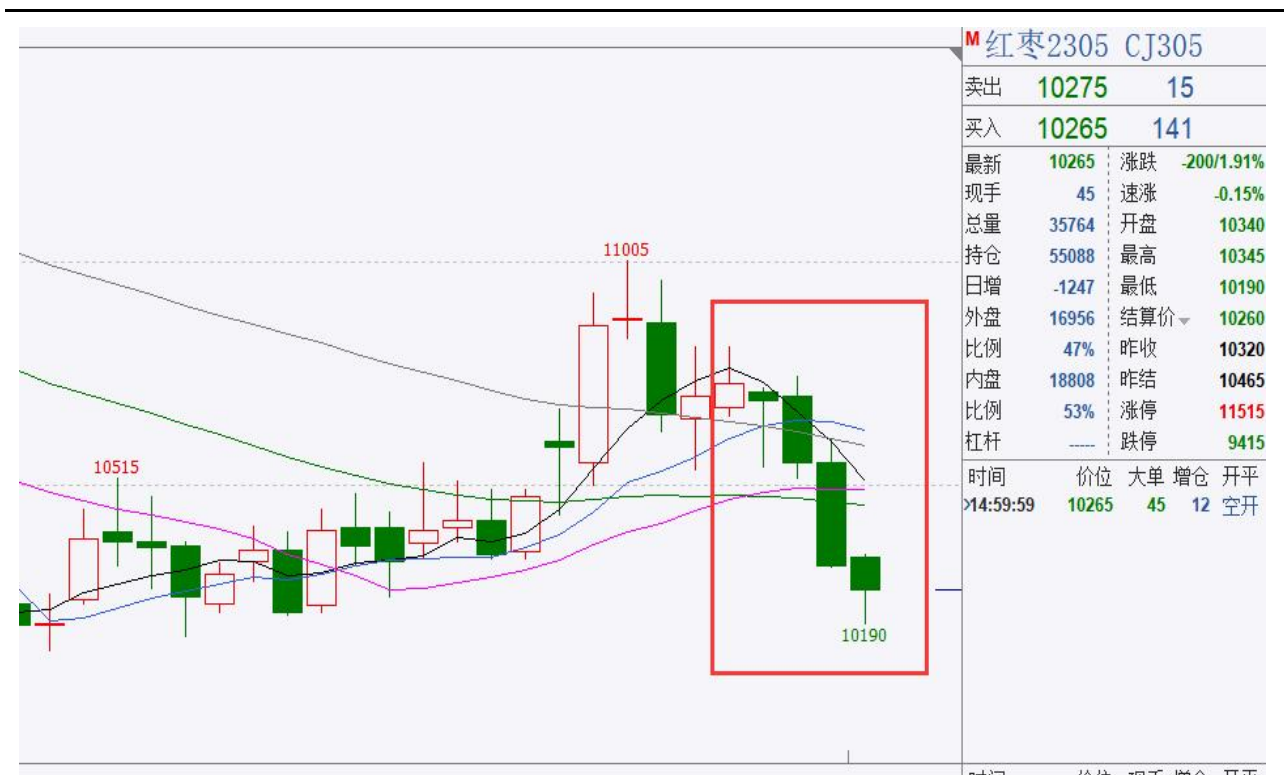 M 红枣2305 CJ305
卖出 10275 15
买入 10265 141
最新 10265 涨跌 -200/1.91%
现手 45 速涨 -0.15%
总量 35764 开盘 10340
持仓 55088 最高 10345
日增 -1247 最低 10190
外盘 16956 结算价 10260
比例 47% 昨收 10320
内盘 18808 昨结 10465
比例 53% 涨停 11515
杠杆 ----- 跌停 9415
时间 价位 大单 增仓 开平
14:59:59 10265 45 12 空开
11005
10515
10190